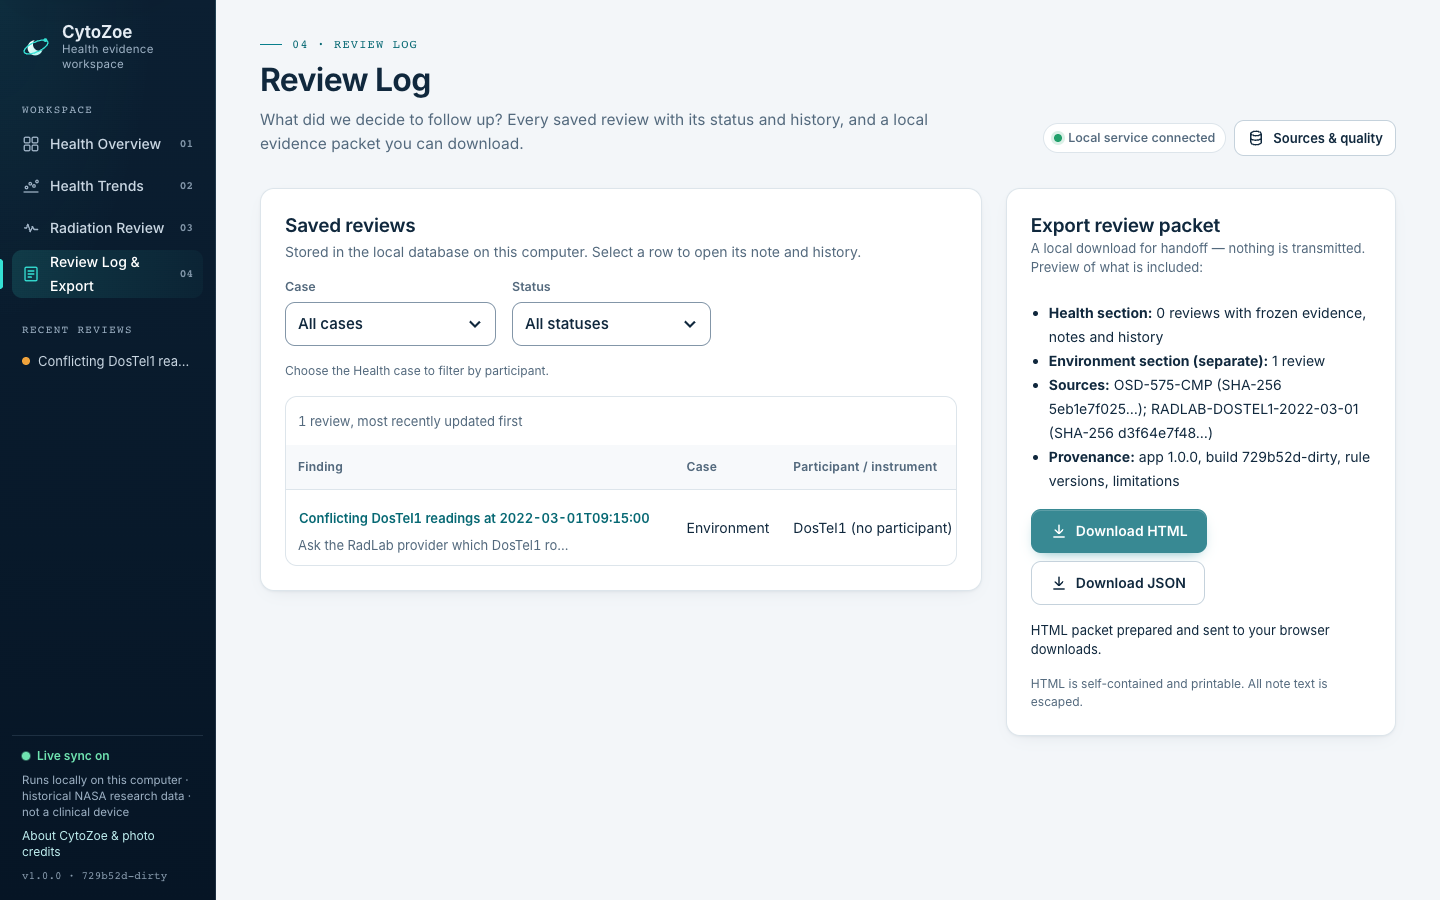 CytoZoe
Health evidence
workspace
WORKSPACE
Health Overview 01
Health Trends 02
Radiation Review 03
Review Log &
Export 04
RECENT REVIEWS
Conflicting DosTel1 rea...
Live sync on
Runs locally on this computer ·
historical NASA research data ·
not a clinical device
About CytoZoe & photo
credits
v1.0.0 · 729b52d-dirty
04 · REVIEW LOG
Review Log
What did we decide to follow up? Every saved review with its status and history, and a local
evidence packet you can download.
Local service connected
Sources & quality
Saved reviews
Stored in the local database on this computer. Select a row to open its note and history.
Case Status
All cases All statuses
Choose the Health case to filter by participant.
1 review, most recently updated first
Finding Case Participant / instrument
Conflicting DosTel1 readings at 2022-03-01T09:15:00
Environment DosTel1 (no participant)
Ask the RadLab provider which DosTel1 ro...
Export review packet
A local download for handoff — nothing is transmitted.
Preview of what is included:
• Health section: 0 reviews with frozen evidence,
notes and history
• Environment section (separate): 1 review
• Sources: OSD-575-CMP (SHA-256
5eb1e7f025...); RADLAB-DOSTEL1-2022-03-01
(SHA-256 d3f64e7f48...)
• Provenance: app 1.0.0, build 729b52d-dirty, rule
versions, limitations
Download HTML
Download JSON
HTML packet prepared and sent to your browser
downloads.
HTML is self-contained and printable. All note text is
escaped.